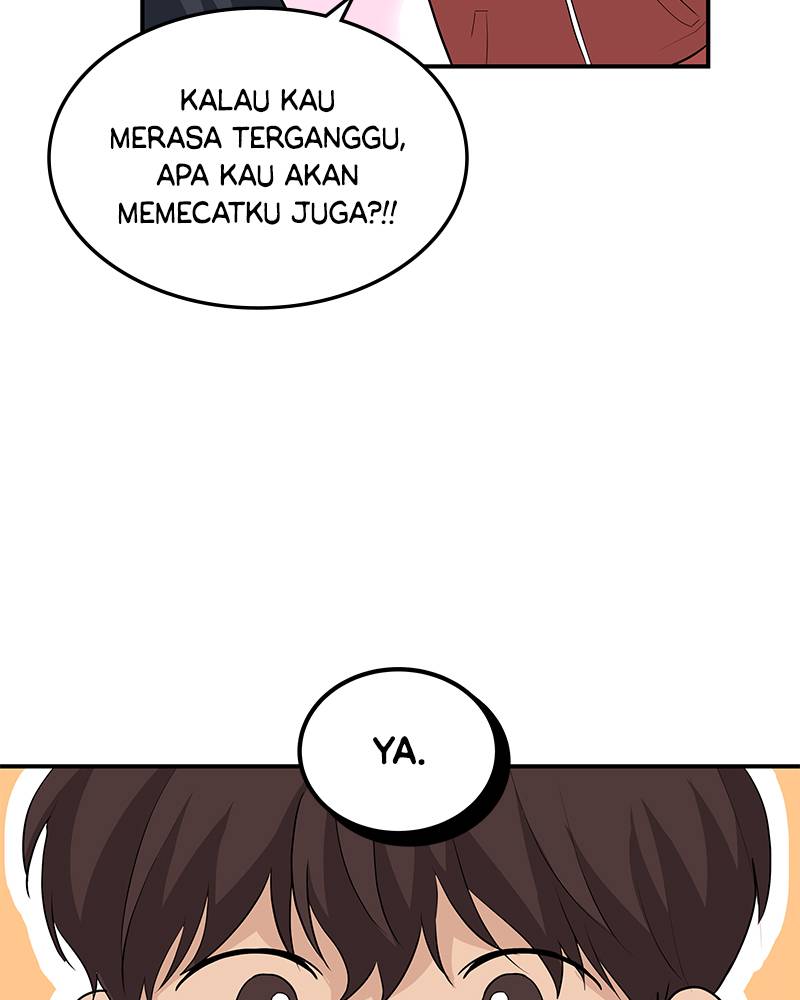 KALAU KAU
MERASA TERGANGGU,
APA KAU AKAN
MEMECATKU JUGA?!!
YA.